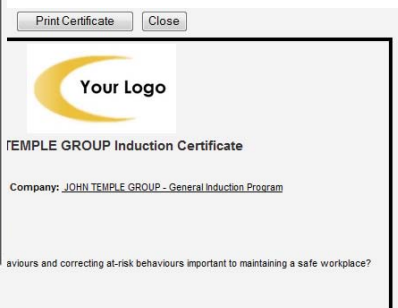 Print Certificate Close
Your Logo
TEMPLE GROUP Induction Certificate
Company: JOHN TEMPLE GROUP - General Induction Program
aviours and correcting at-risk behaviours important to maintaining a safe workplace?